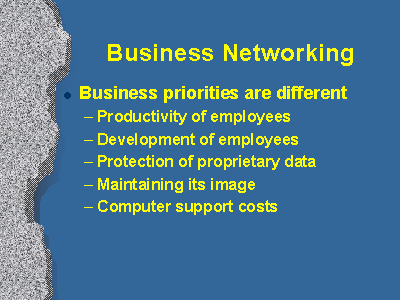 Business Networking
• Business priorities are different
– Productivity of employees
– Development of employees
– Protection of proprietary data
– Maintaining its image
– Computer support costs